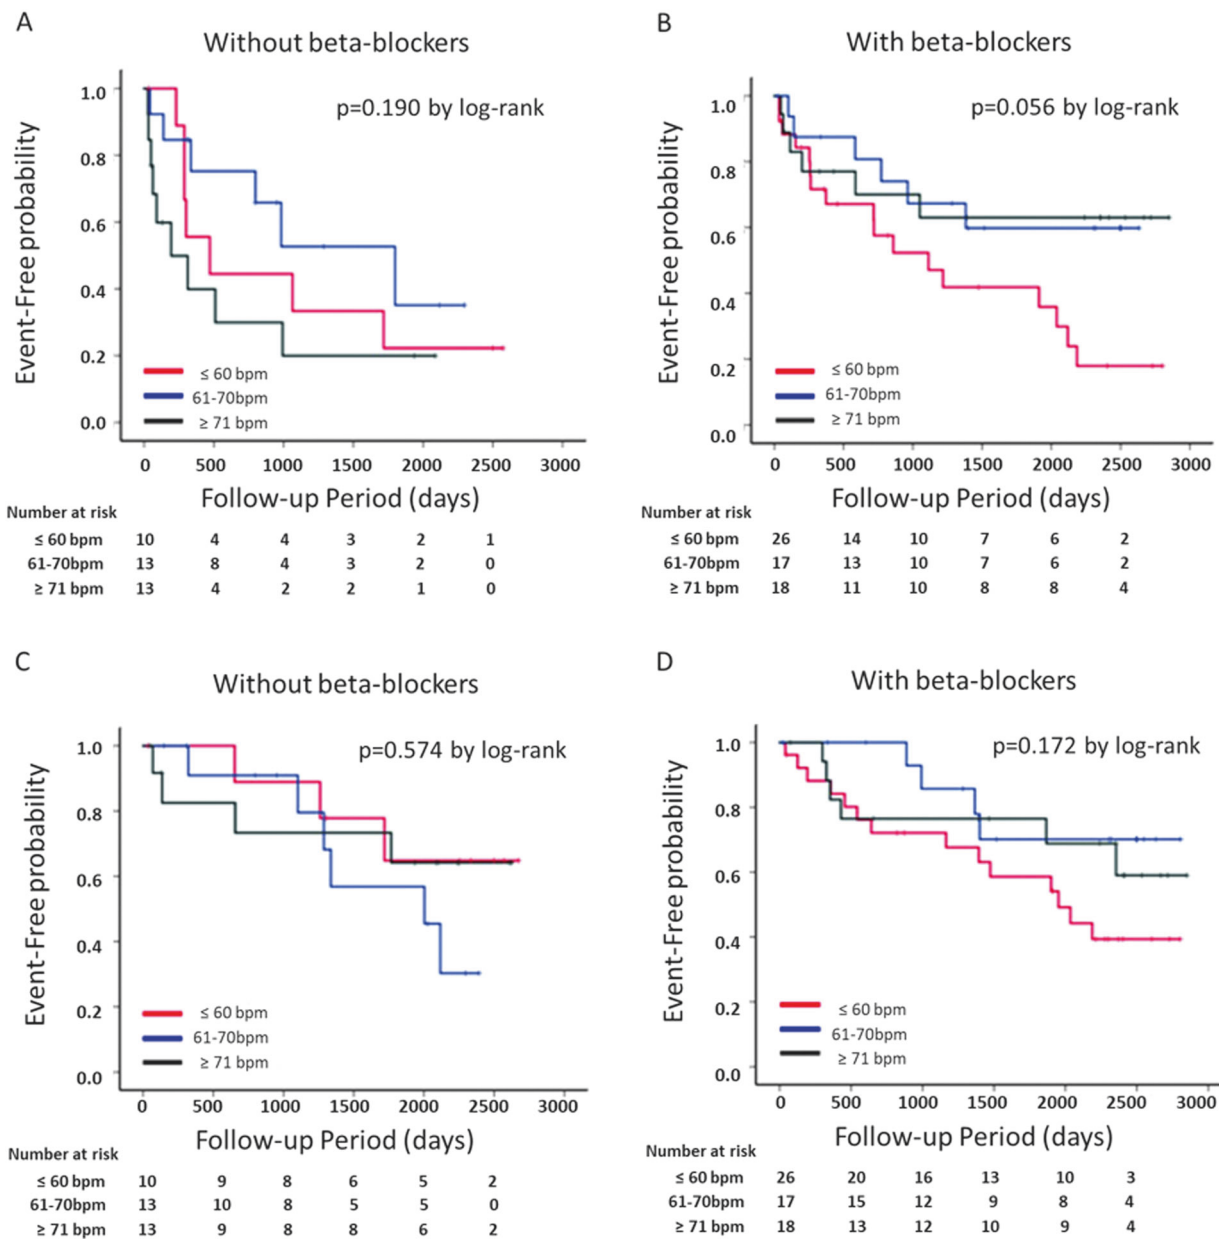 A
Without beta-blockers
p=0.190 by log-rank
Event-Free probability
1.0
0.8
0.6
0.4
0.2
0.0
≤ 60 bpm
61-70bpm
≥ 71 bpm
0 500 1000 1500 2000 2500 3000
Follow-up Period (days)
Number at risk
≤ 60 bpm 10 4 4 3 2 1
61-70bpm 13 8 4 3 2 0
≥ 71 bpm 13 4 2 2 1 0
B
With beta-blockers
p=0.056 by log-rank
Event-Free probability
1.0
0.8
0.6
0.4
0.2
0.0
≤ 60 bpm
61-70bpm
≥ 71 bpm
0 500 1000 1500 2000 2500 3000
Follow-up Period (days)
Number at risk
≤ 60 bpm 26 14 10 7 6 2
61-70bpm 17 13 10 7 6 2
≥ 71 bpm 18 11 10 8 8 4
C
Without beta-blockers
p=0.574 by log-rank
Event-Free probability
1.0
0.8
0.6
0.4
0.2
0.0
≤ 60 bpm
61-70bpm
≥ 71 bpm
0 500 1000 1500 2000 2500 3000
Follow-up Period (days)
Number at risk
≤ 60 bpm 10 9 8 6 5 2
61-70bpm 13 10 8 5 5 0
≥ 71 bpm 13 9 8 8 6 2
D
With beta-blockers
p=0.172 by log-rank
Event-Free probability
1.0
0.8
0.6
0.4
0.2
0.0
≤ 60 bpm
61-70bpm
≥ 71 bpm
0 500 1000 1500 2000 2500 3000
Follow-up Period (days)
Number at risk
≤ 60 bpm 26 20 16 13 10 3
61-70bpm 17 15 12 9 8 4
≥ 71 bpm 18 13 12 10 9 4